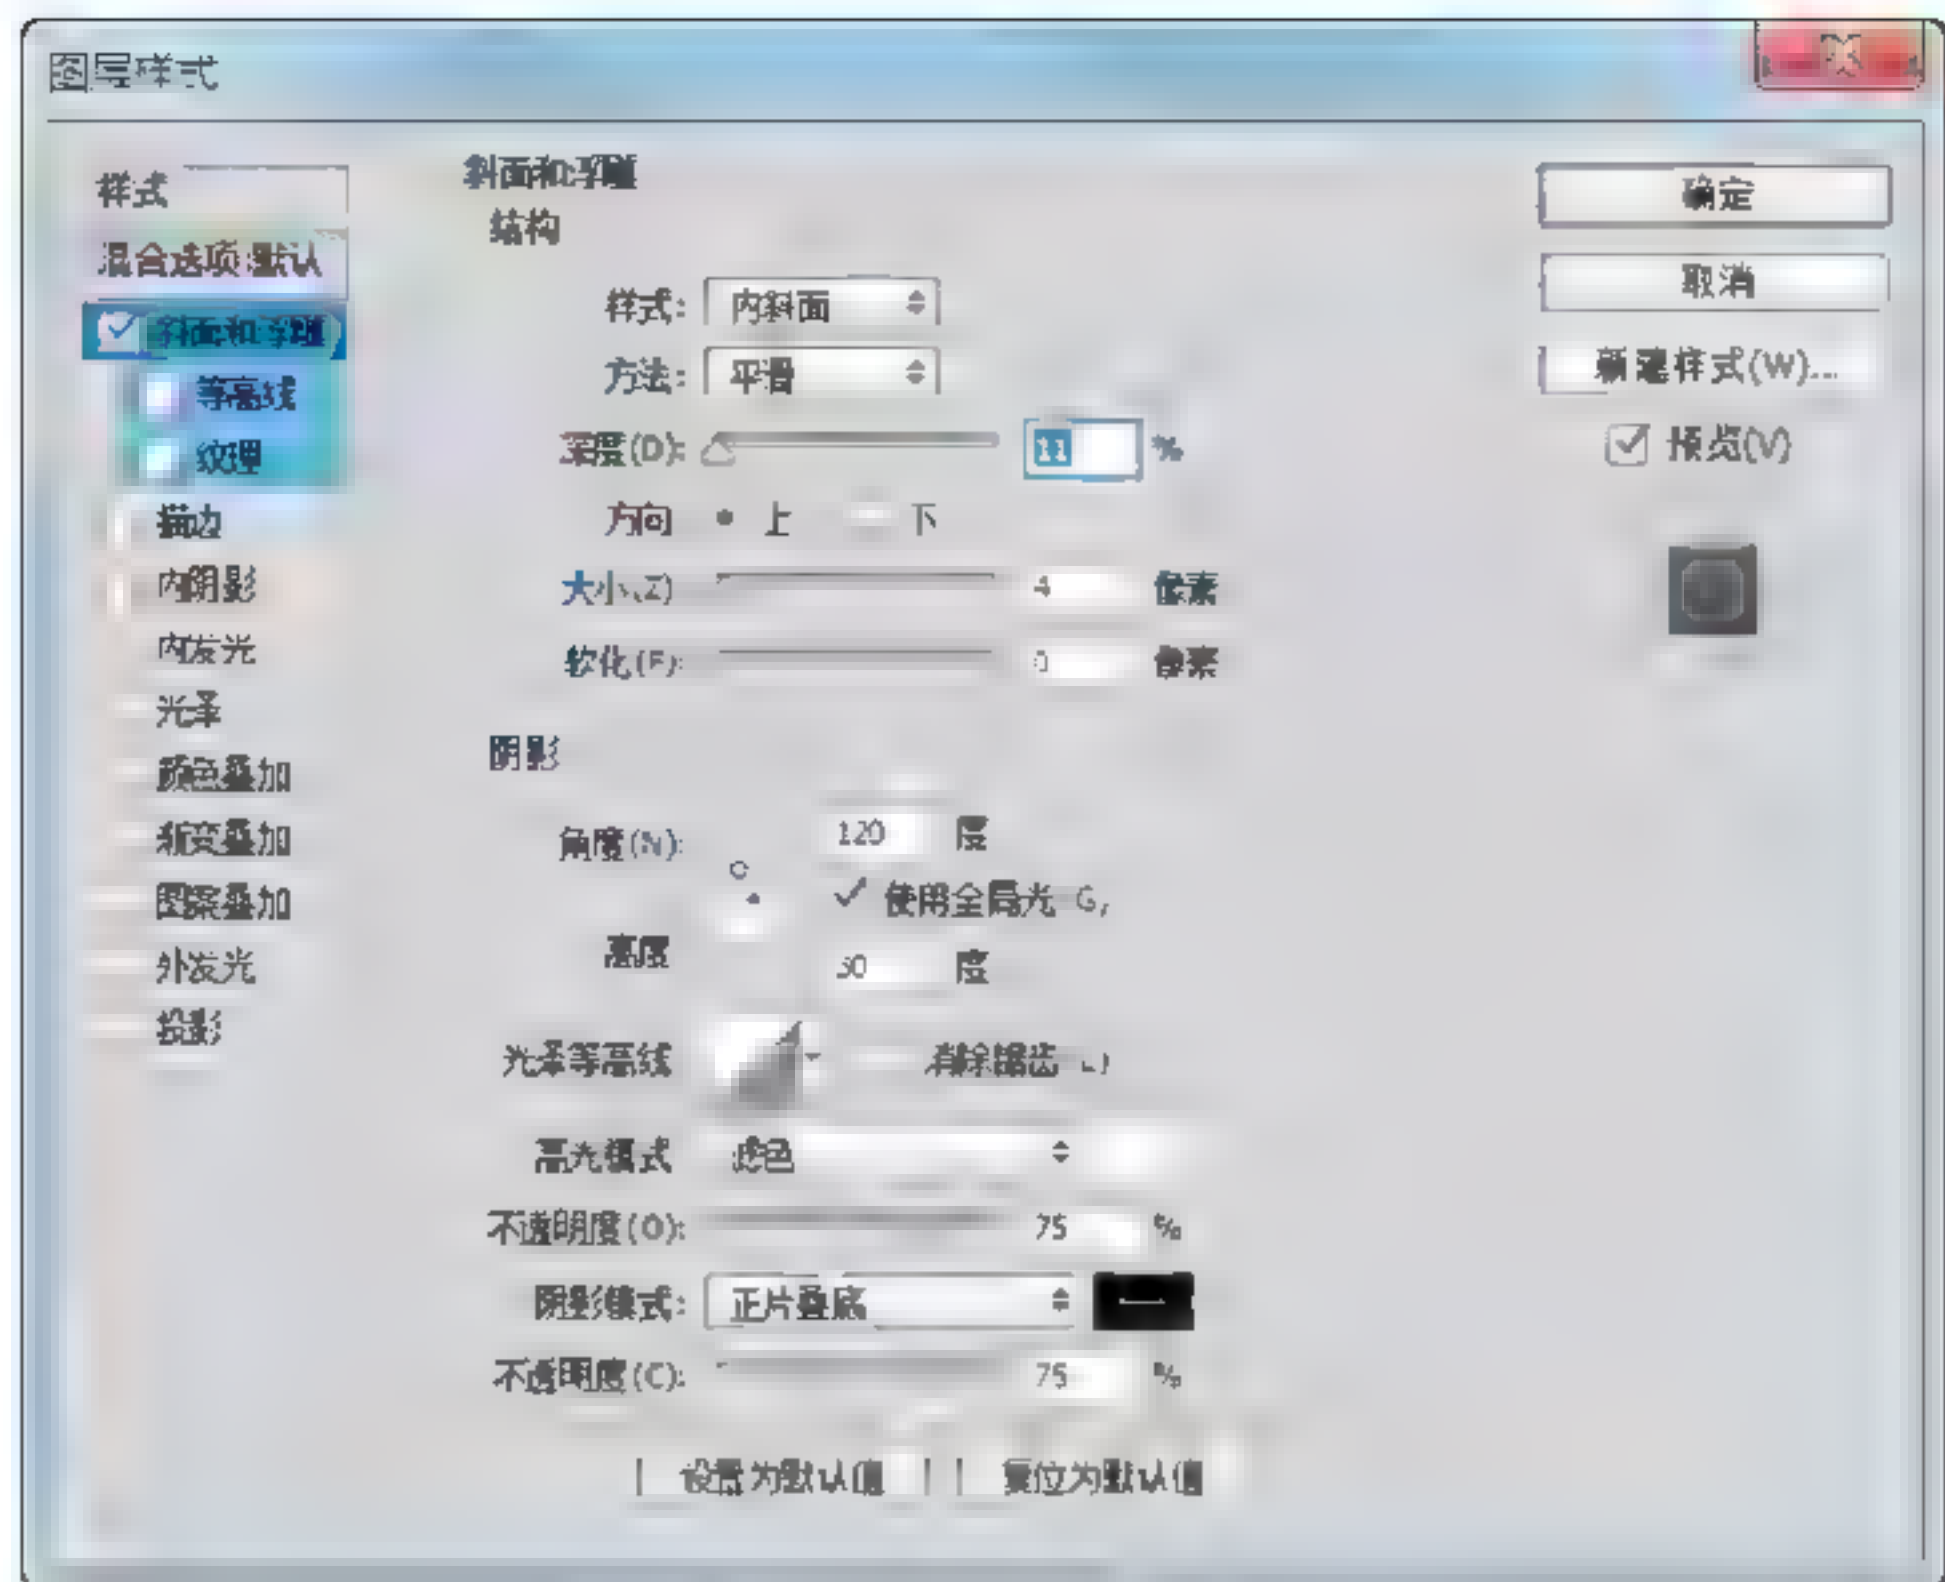 图层样式
样式
混合选项:默认
斜面和浮雕
等高线
纹理
描边
内阴影
内发光
光泽
颜色叠加
渐变叠加
图案叠加
外发光
投影
斜面和浮雕
结构
样式: 内斜面
方法: 平滑
深度(D): 11 %
方向 上 下
大小(Z) 4 像素
软化(F): 0 像素
阴影
角度(N): 120 度
使用全局光 G)
高度 30 度
光泽等高线 消除锯齿 L)
高光模式 滤色
不透明度(O): 75 %
阴影模式: 正片叠底
不透明度(C): 75 %
设置为默认值 复位为默认值
确定
取消
新建样式(W)...
预览(V)